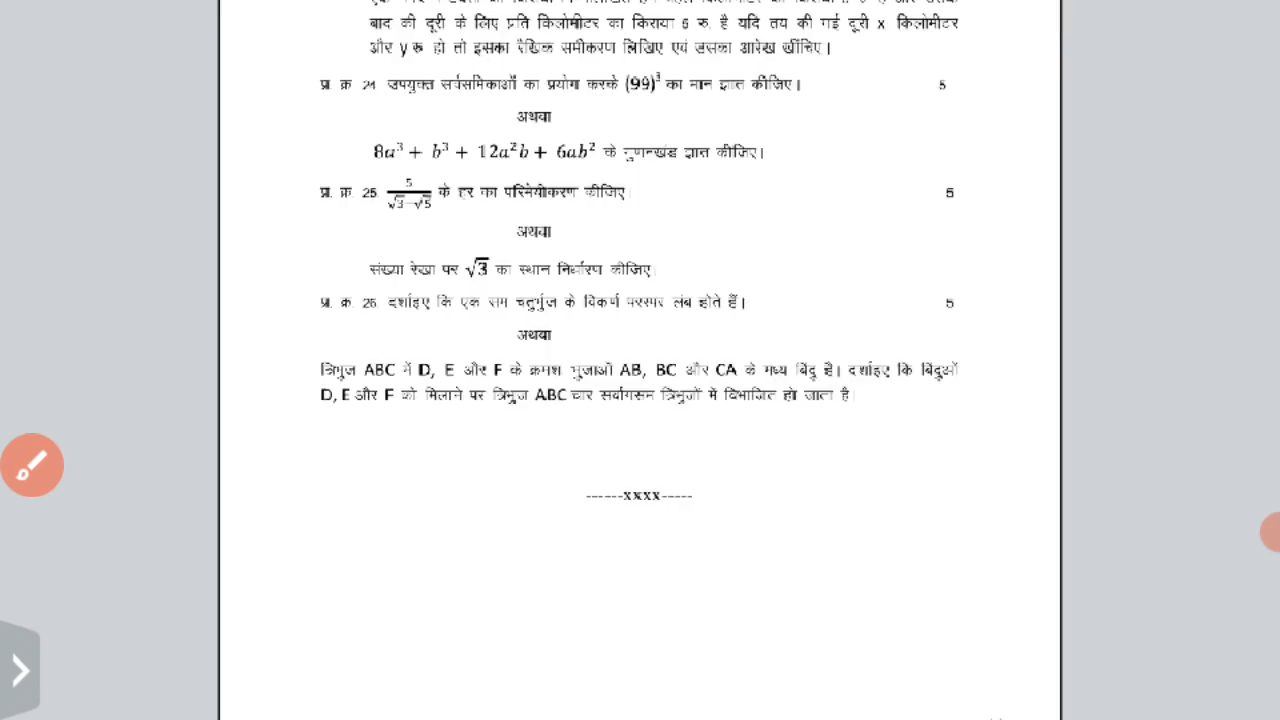 बाद की दूरी के लिए प्रति किलोमीटर का किराया 5 रु. है यदि तय की गई दूरी x किलोमीटर
और y रु हो तो इसका रैखिक समीकरण लिखिए एवं उसका आरेख खींचिए।
प्र. क्र. 24 उपयुक्त सर्वसमिकाओं का प्रयोग करके (99)³ का मान ज्ञात कीजिए। 5
अथवा
8a³ + b³ + 12a²b + 6ab² के गुणनखंड ज्ञात कीजिए।
प्र. क्र. 25. 5/(√3−√5) के हर का परिमेयीकरण कीजिए। 5
अथवा
संख्या रेखा पर √3 का स्थान निर्धारण कीजिए।
प्र. क्र. 26 दर्शाइए कि एक सम चतुर्भुज के विकर्ण परस्पर लंब होते हैं। 5
अथवा
त्रिभुज ABC में D, E और F के क्रमश भुजाओं AB, BC और CA के मध्य बिंदु है। दर्शाइए कि बिंदुओं
D, E और F को मिलाने पर त्रिभुज ABC चार सर्वांगसम त्रिभुजों में विभाजित हो जाता है।
------xxxx-----